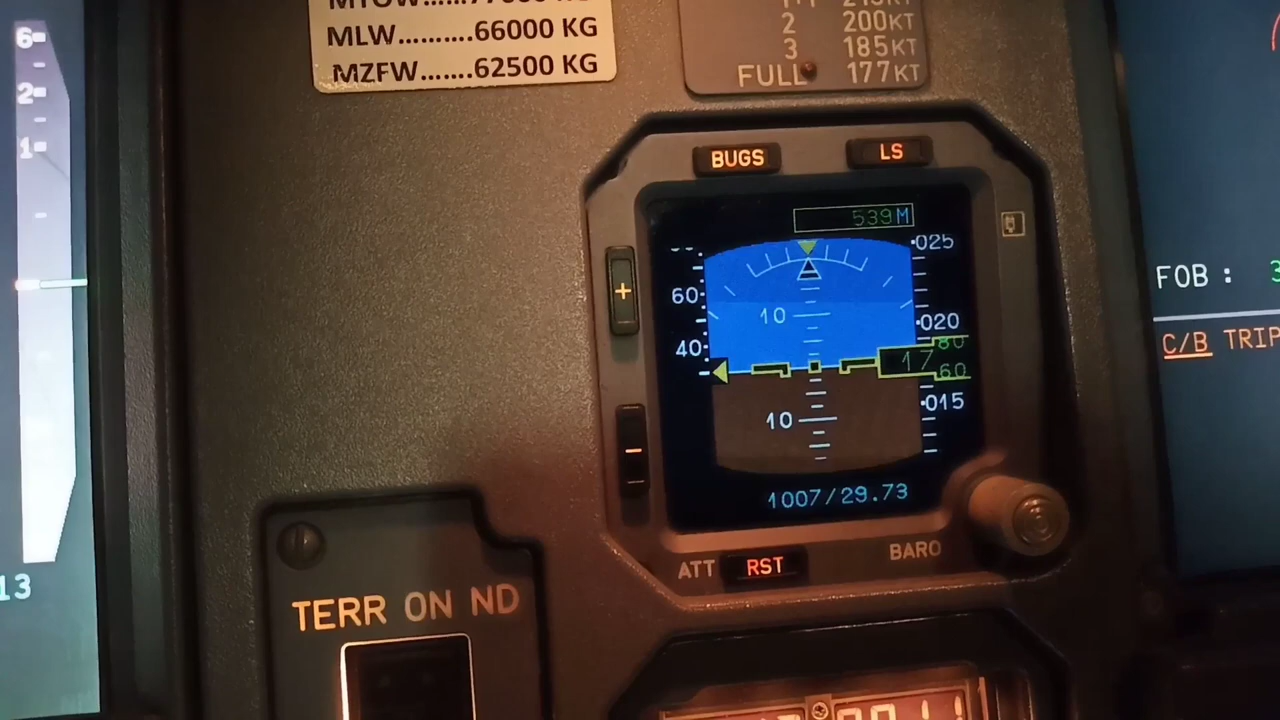 MLW..........66000 KG
MZFW.......62500 KG
2 200KT
3 185KT
FULL 177KT
6
2
1
13
BUGS
LS
539M
025
60
10
020
40
80
17
60
10
015
1007/29.73
ATT RST
BARO
+
-
TERR ON ND
FOB :
C/B TRIP